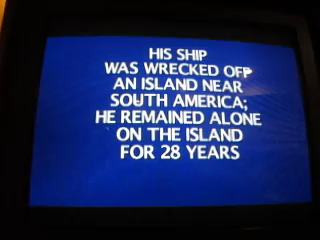 HIS SHIP
WAS WRECKED OFF
AN ISLAND NEAR
SOUTH AMERICA;
HE REMAINED ALONE
ON THE ISLAND
FOR 28 YEARS